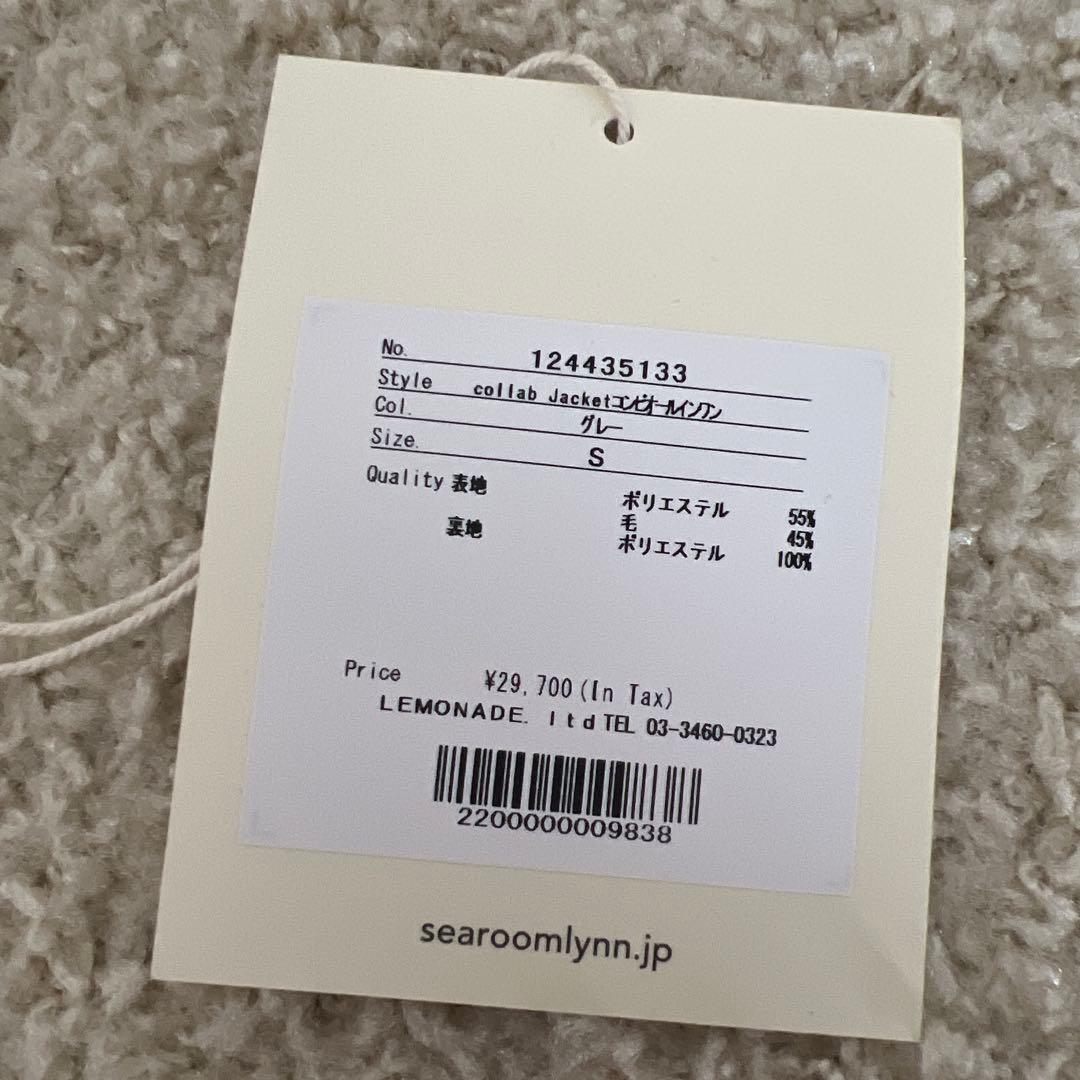 No. 124435133
Style collab Jacketコンビオールインワン
Col. グレー
Size. S
Quality 表地 ポリエステル 55%
毛 45%
裏地 ポリエステル 100%
Price ¥29,700(In Tax)
LEMONADE. ltd TEL 03-3460-0323
2200000009838
searoomlynn.jp